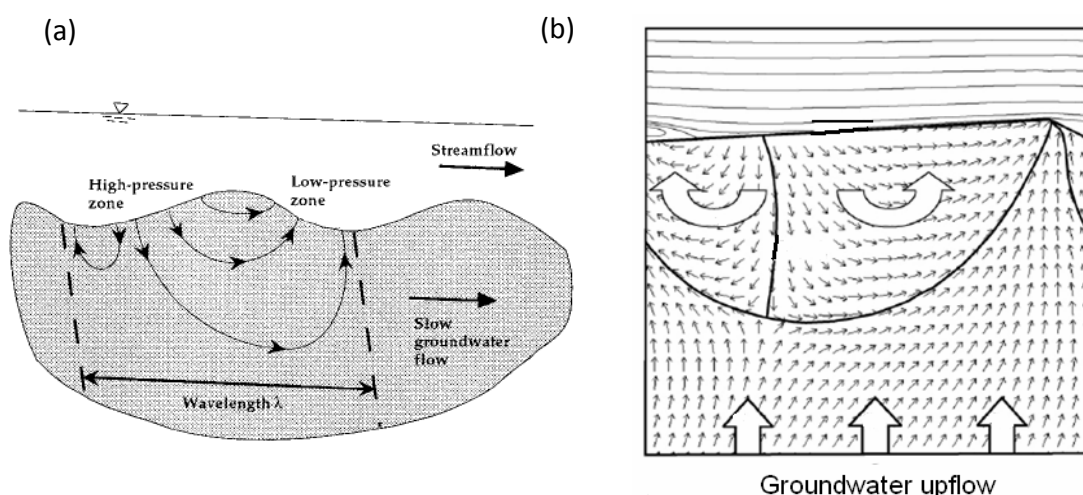 (a)
(b)
Streamflow
High-pressure
zone
Low-pressure
zone
Slow
groundwater
flow
Wavelength λ
Groundwater upflow